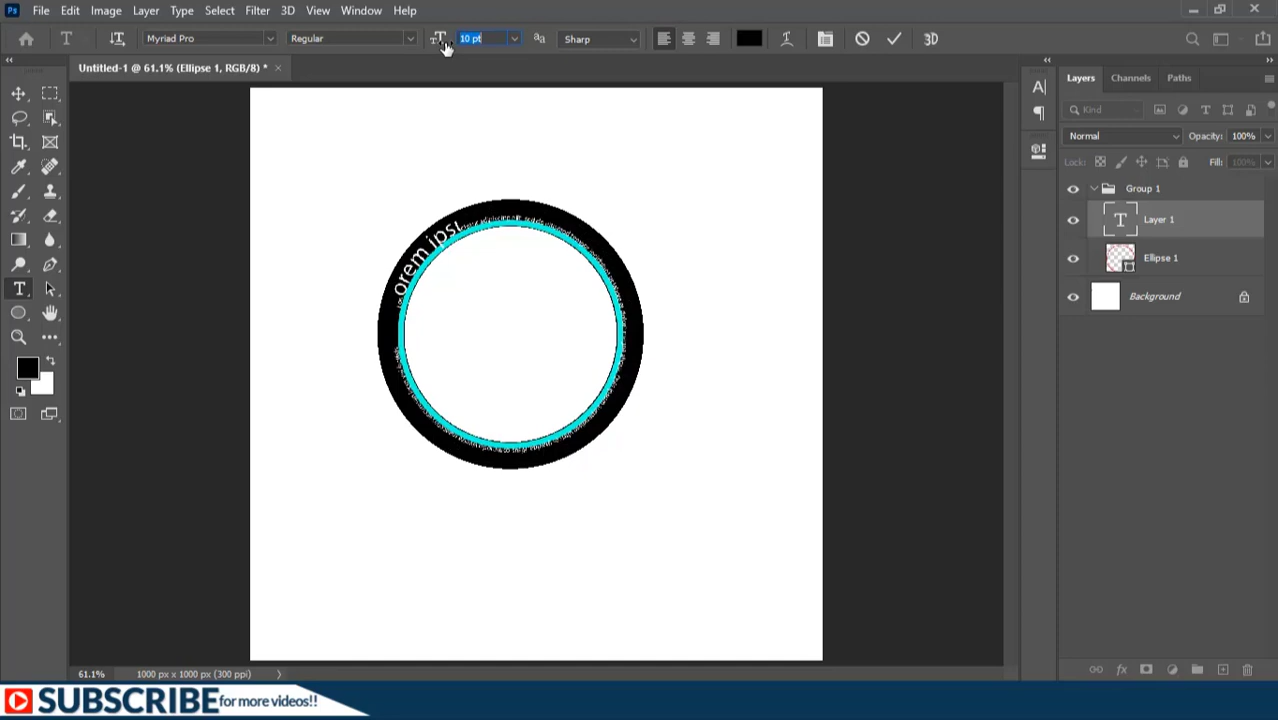 Ps File Edit Image Layer Type Select Filter 3D View Window Help
T Myriad Pro Regular 10 pt Sharp 3D
Untitled-1 @ 61.1% (Ellipse 1, RGB/8) * ×
Layers Channels Paths
Kind
Normal Opacity: 100%
Lock: Fill: 100%
Group 1
T Layer 1
Ellipse 1
Background
orem ips
61.1% 1000 px x 1000 px (300 ppi)
SUBSCRIBE for more videos!!